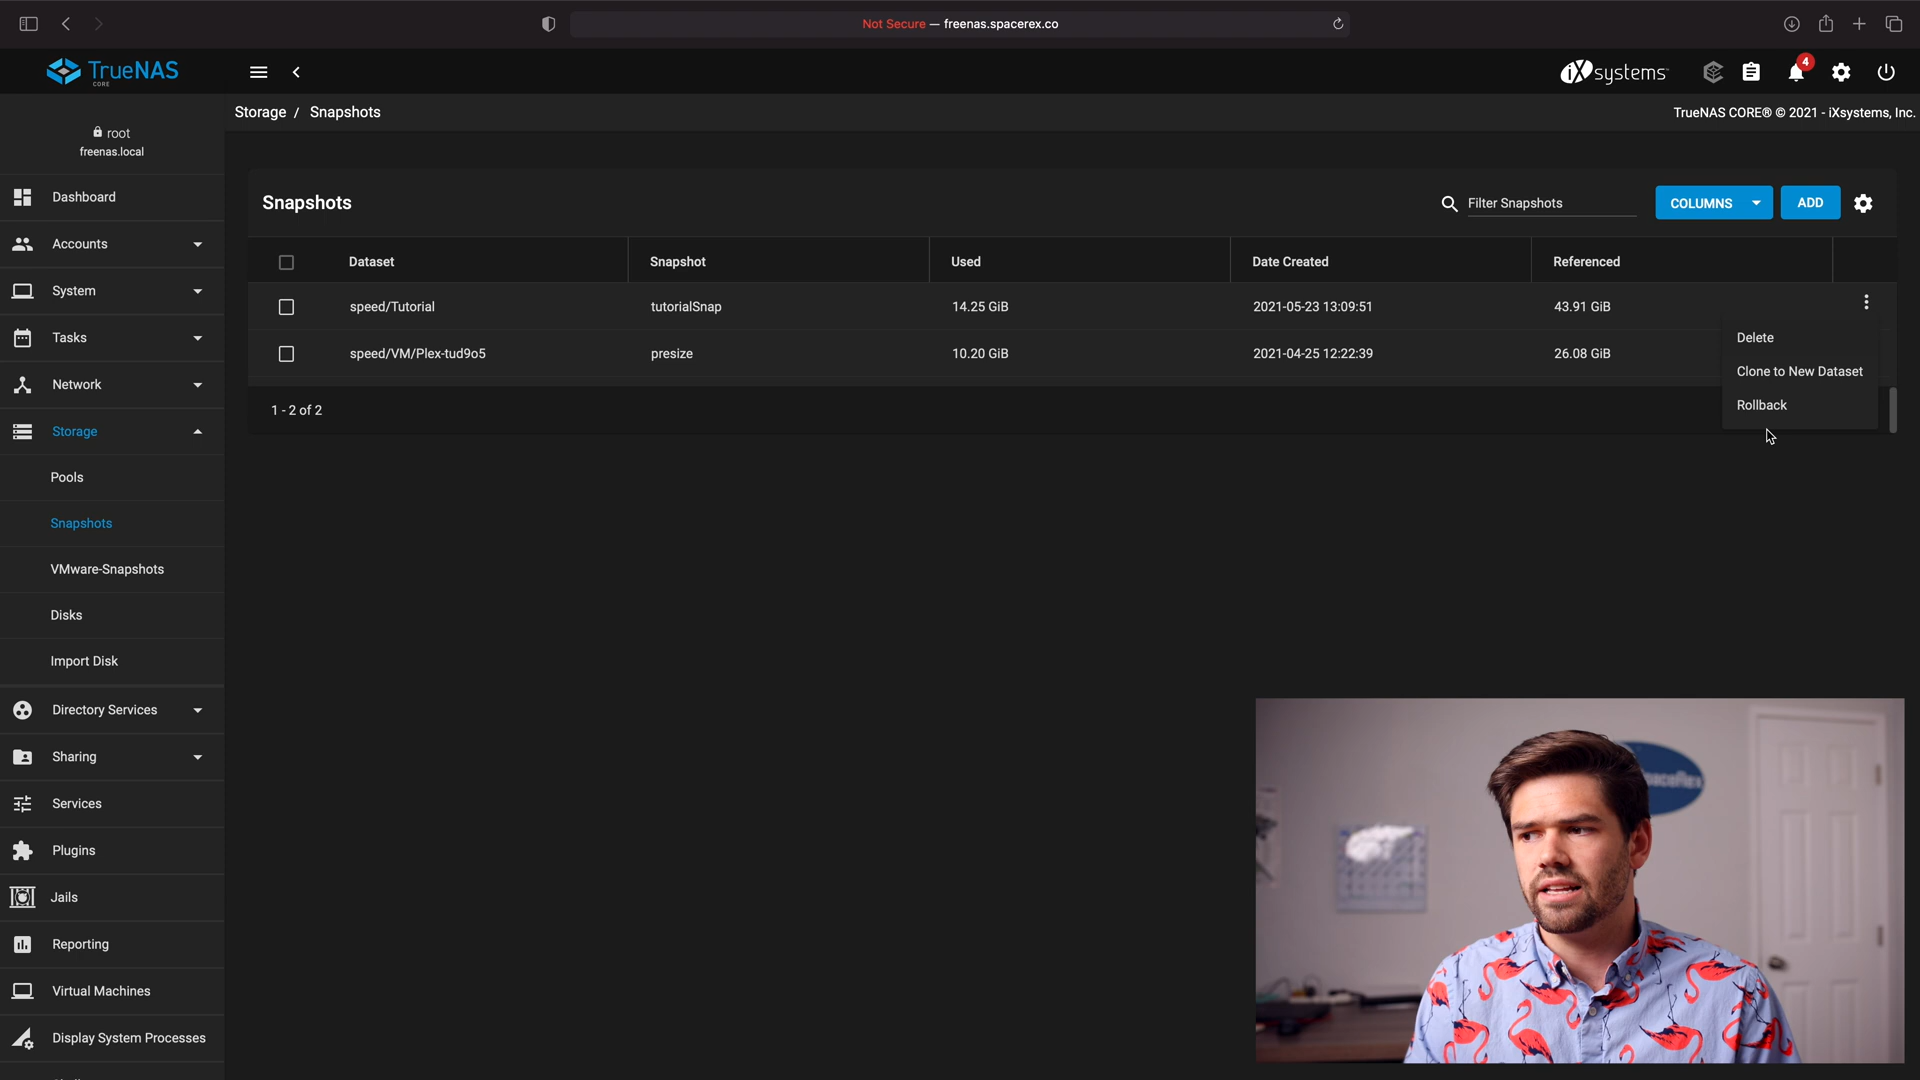 Not Secure — freenas.spacerex.co
TrueNAS
CORE
iXsystems
4
root
freenas.local
Storage / Snapshots
TrueNAS CORE® © 2021 - iXsystems, Inc.
Dashboard
Accounts
System
Tasks
Network
Storage
Pools
Snapshots
VMware-Snapshots
Disks
Import Disk
Directory Services
Sharing
Services
Plugins
Jails
Reporting
Virtual Machines
Display System Processes
Snapshots
Filter Snapshots
COLUMNS
ADD
Dataset Snapshot Used Date Created Referenced
speed/Tutorial tutorialSnap 14.25 GiB 2021-05-23 13:09:51 43.91 GiB
speed/VM/Plex-tud9o5 presize 10.20 GiB 2021-04-25 12:22:39 26.08 GiB
1 - 2 of 2
Delete
Clone to New Dataset
Rollback